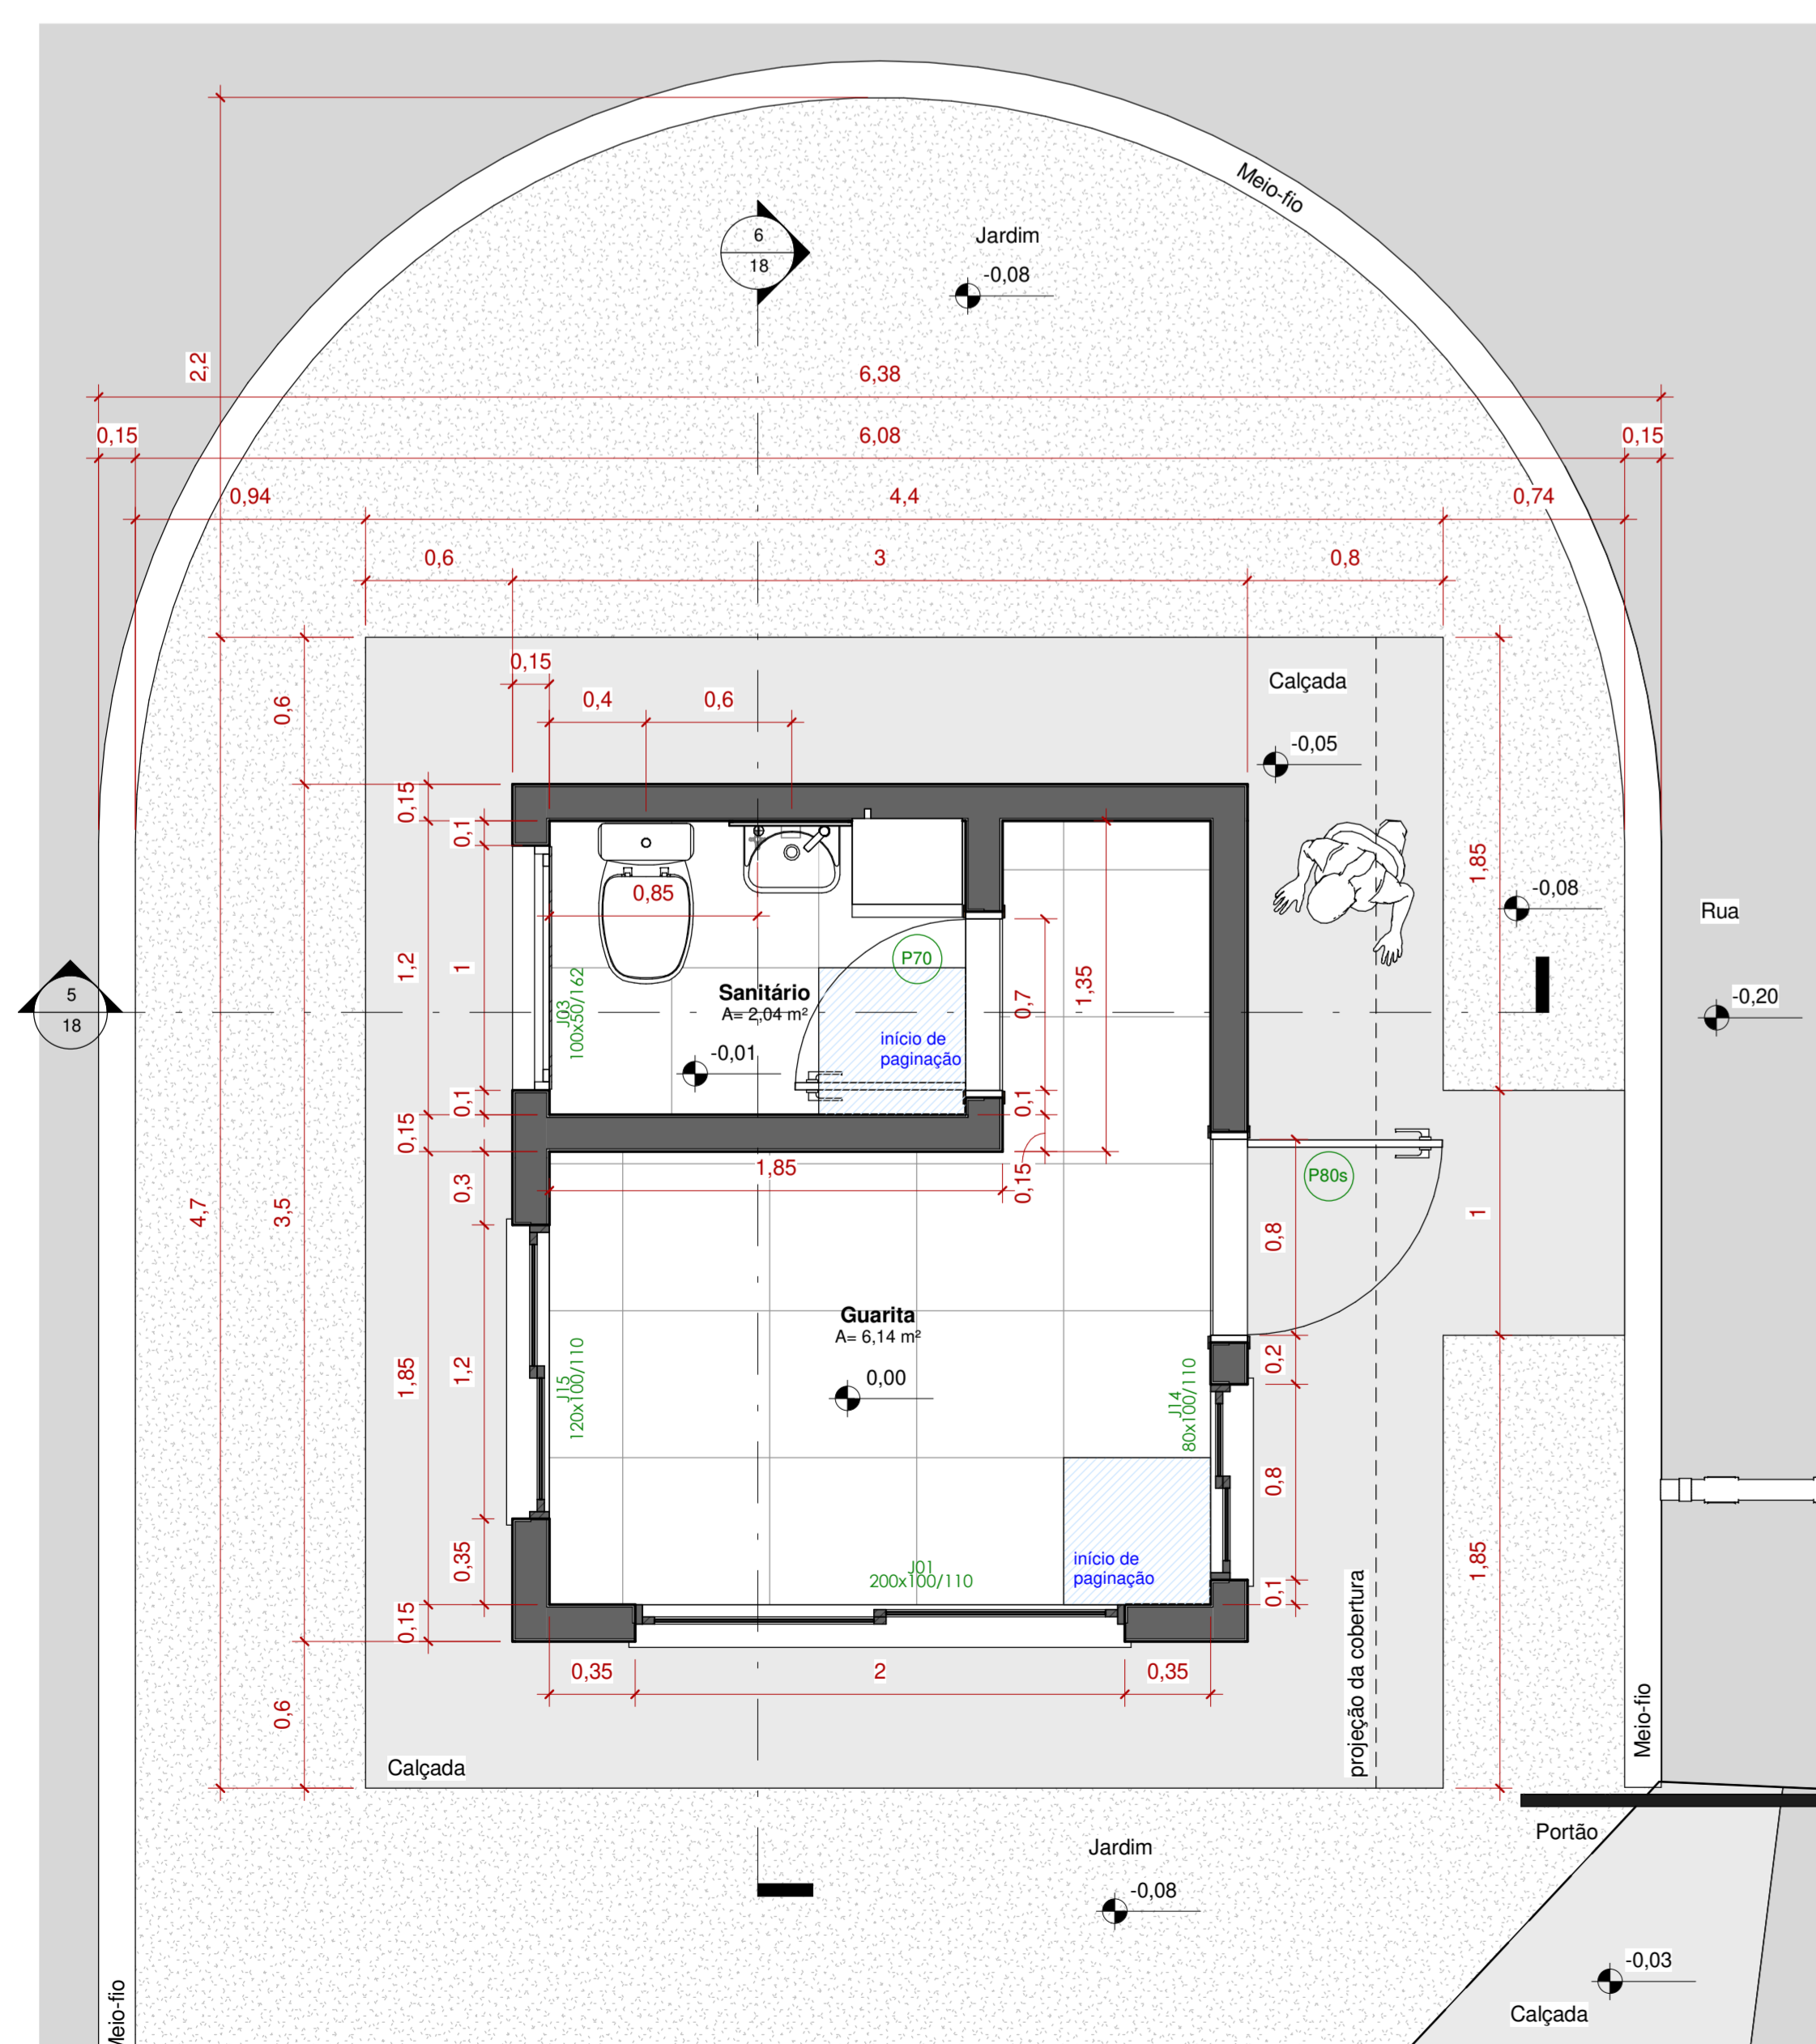 Meio-fio
6
18
Jardim
-0,08
2,2
6,38
0,15
6,08
0,15
0,94
4,4
0,74
0,6
3
0,8
0,15
Calçada
0,4
0,6
0,6
-0,05
0,15
0,1
1,85
0,85
-0,08
Rua
P70
1,2
1
J03
100x50/162
Sanitário
A= 2,04 m²
0,7
1,35
5
18
-0,20
início de
paginação
-0,01
0,1
0,1
0,15
1,85
0,15
P80s
0,3
4,7
3,5
0,8
1
Guarita
A= 6,14 m²
0,2
1,85
1,2
J15
120x100/110
0,00
J14
80x100/110
0,8
início de
paginação
J01
200x100/110
0,35
1,85
0,1
0,15
projeção da cobertura
0,35
2
0,35
0,6
Meio-fio
Calçada
Portão
Jardim
-0,08
-0,03
Calçada
Meio-fio